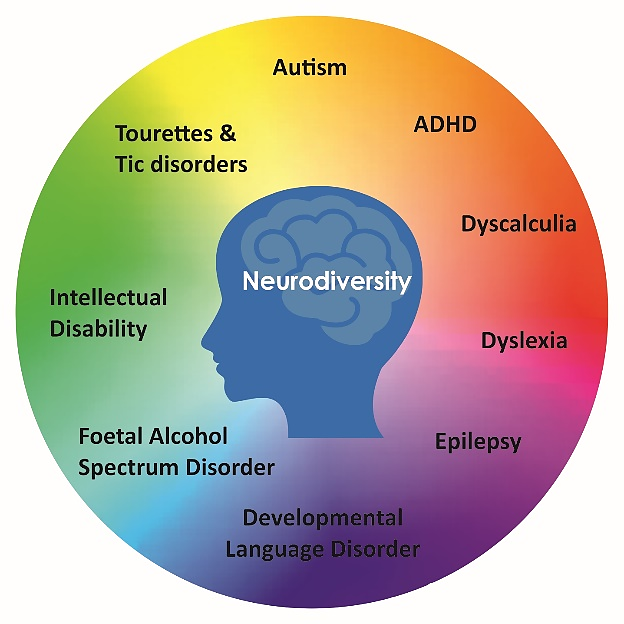 Autism
ADHD
Tourettes &
Tic disorders
Dyscalculia
Neurodiversity
Intellectual
Disability
Dyslexia
Foetal Alcohol
Spectrum Disorder
Epilepsy
Developmental
Language Disorder